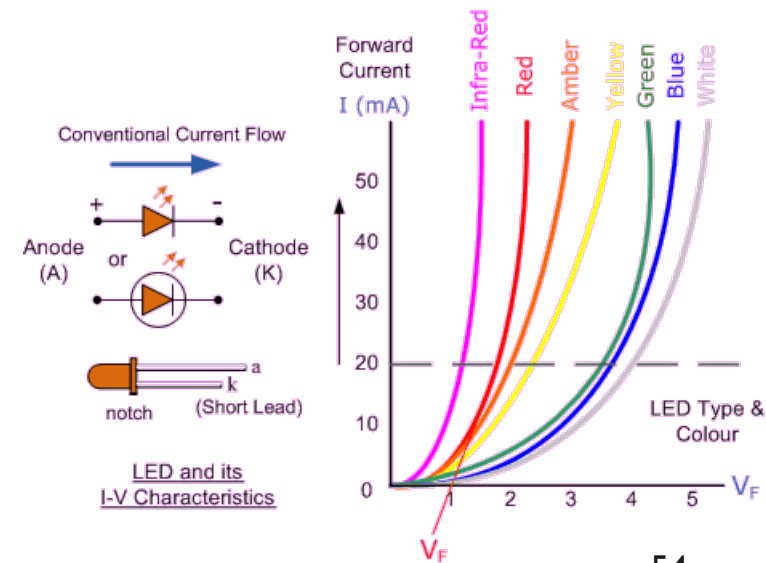 Conventional Current Flow
+
-
Anode
(A)
or
Cathode
(K)
a
k
notch
(Short Lead)
LED and its
I-V Characteristics
Forward
Current
I (mA)
Infra-Red
Red
Amber
Yellow
Green
Blue
White
50
40
30
20
10
0
1
2
3
4
5
V_F
V_F
LED Type &
Colour